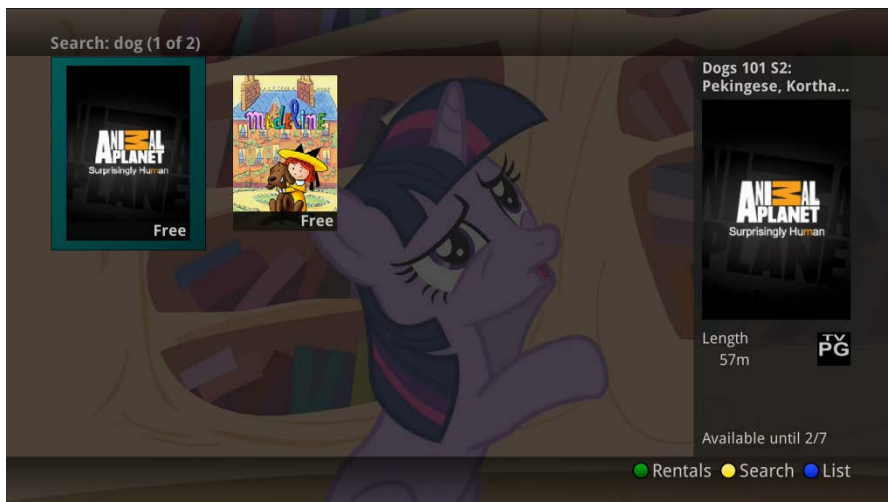 Search: dog (1 of 2)
ANIMAL
PLANET
Surprisingly Human
Free
madeline
Free
Dogs 101 S2:
Pekingese, Kortha...
ANIMAL
PLANET
Surprisingly Human
Length
57m
TV
PG
Available until 2/7
Rentals
Search
List